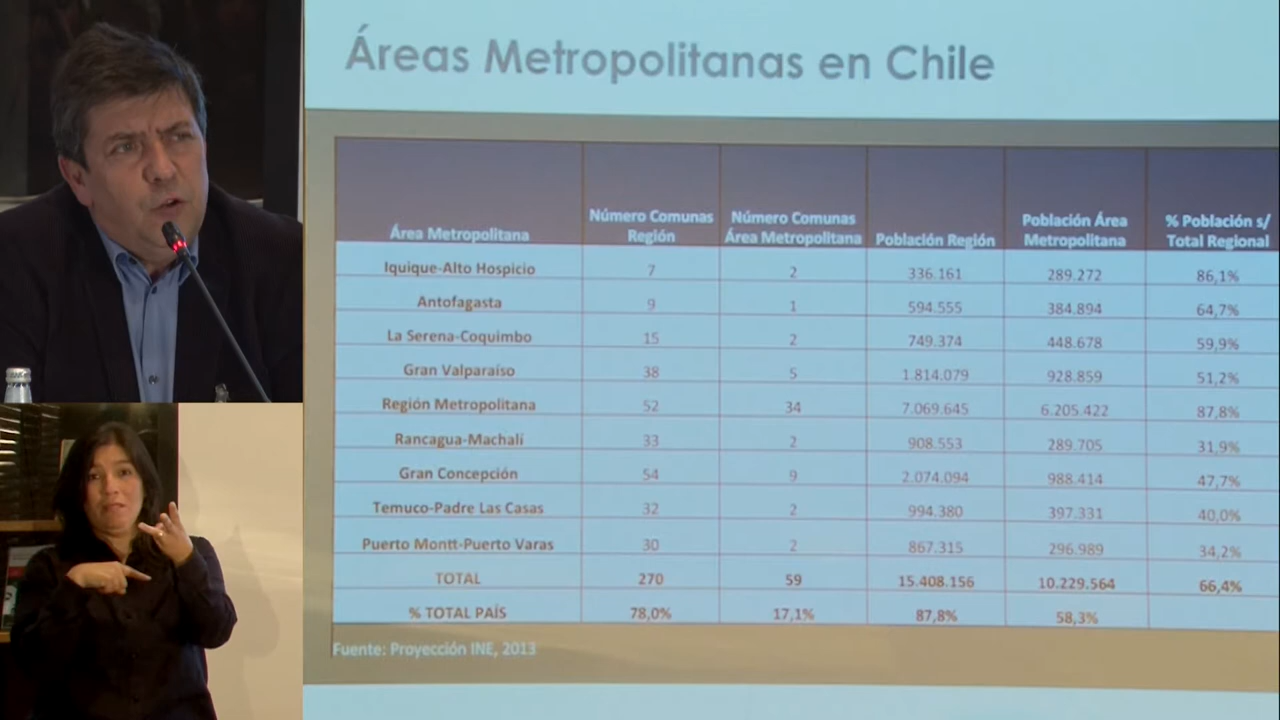 Áreas Metropolitanas en Chile
Área Metropolitana
Número Comunas
Región
Número Comunas
Área Metropolitana
Población Región
Población Área
Metropolitana
% Población s/
Total Regional
Iquique-Alto Hospicio 7 2 336.161 289.272 86,1%
Antofagasta 9 1 594.555 384.894 64,7%
La Serena-Coquimbo 15 2 749.374 448.678 59,9%
Gran Valparaíso 38 5 1.814.079 928.859 51,2%
Región Metropolitana 52 34 7.069.645 6.205.422 87,8%
Rancagua-Machalí 33 2 908.553 289.705 31,9%
Gran Concepción 54 9 2.074.094 988.414 47,7%
Temuco-Padre Las Casas 32 2 994.380 397.331 40,0%
Puerto Montt-Puerto Varas 30 2 867.315 296.989 34,2%
TOTAL 270 59 15.408.156 10.229.564 66,4%
% TOTAL PAÍS 78,0% 17,1% 87,8% 58,3%
Fuente: Proyección INE, 2013